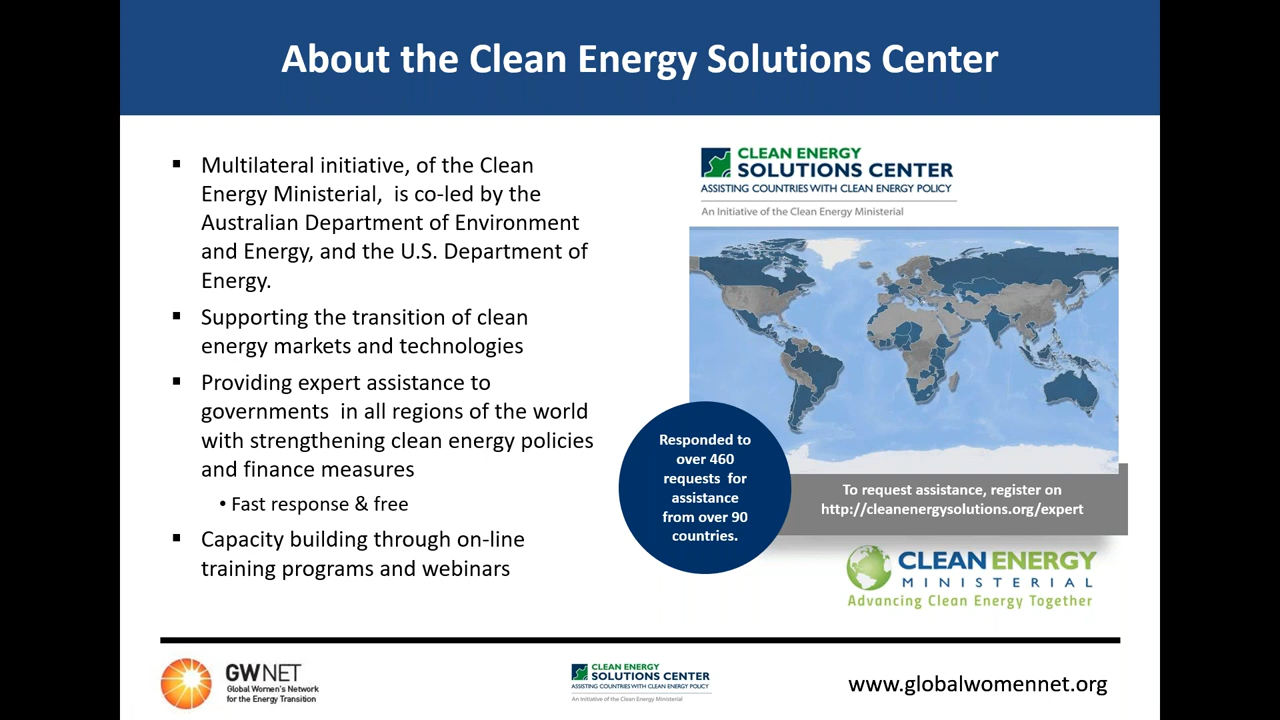 About the Clean Energy Solutions Center
▪ Multilateral initiative, of the Clean
Energy Ministerial,  is co-led by the
Australian Department of Environment
and Energy, and the U.S. Department of
Energy.
▪ Supporting the transition of clean
energy markets and technologies
▪ Providing expert assistance to
governments  in all regions of the world
with strengthening clean energy policies
and finance measures
• Fast response & free
▪ Capacity building through on-line
training programs and webinars
CLEAN ENERGY
SOLUTIONS CENTER
ASSISTING COUNTRIES WITH CLEAN ENERGY POLICY
An Initiative of the Clean Energy Ministerial
Responded to
over 460
requests  for
assistance
from over 90
countries.
To request assistance, register on
http://cleanenergysolutions.org/expert
CLEAN ENERGY
MINISTERIAL
Advancing Clean Energy Together
GWNET
Global Women's Network
for the Energy Transition
CLEAN ENERGY
SOLUTIONS CENTER
ASSISTING COUNTRIES WITH CLEAN ENERGY POLICY
An Initiative of the Clean Energy Ministerial
www.globalwomennet.org